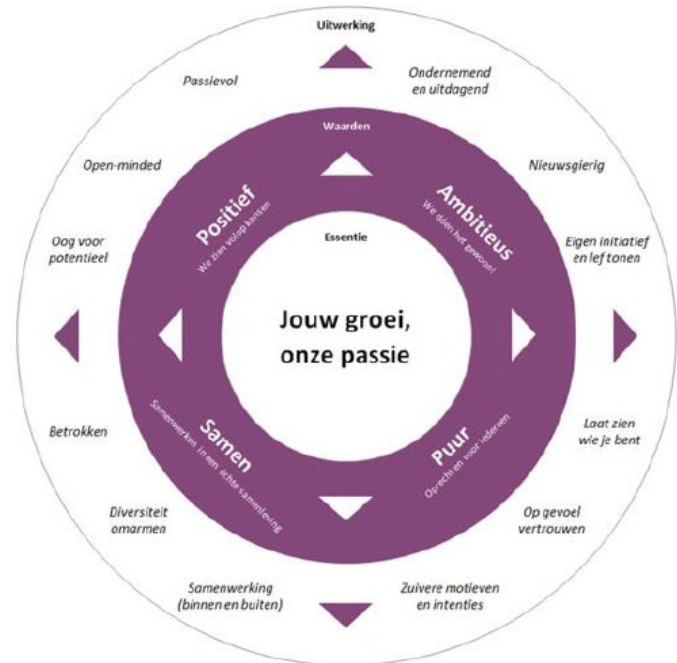 Uitwerking
Passievol
Ondernemend
en uitdagend
Waarden
Open-minded
Nieuwsgierig
Positief
We zien volop kansen
Ambitieus
We doen het gewoon!
Oog voor
potentieel
Essentie
Eigen initiatief
en lef tonen
Jouw groei,
onze passie
Betrokken
Samen
Samenwerken in een échte samenleving
Puur
Oprecht en voor iedereen
Laat zien
wie je bent
Diversiteit
omarmen
Op gevoel
vertrouwen
Samenwerking
(binnen en buiten)
Zuivere motieven
en intenties